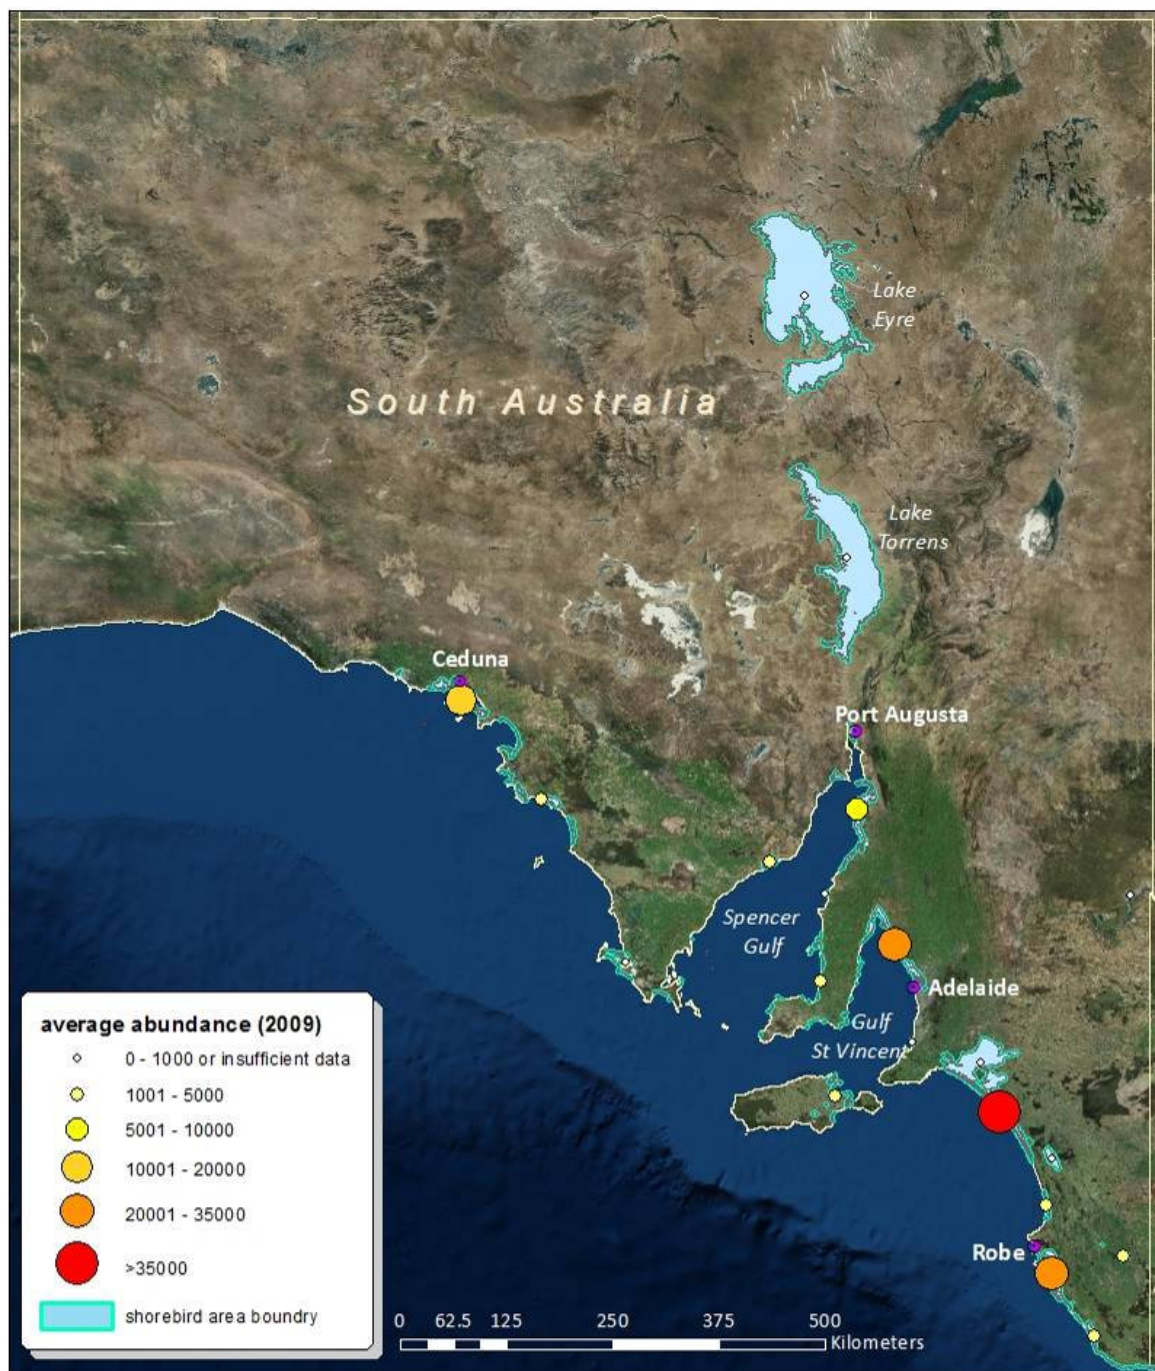 Lake
Eyre
South Australia
Lake
Torrens
Ceduna
Port Augusta
Spencer
Gulf
Adelaide
Gulf
St Vincent
Robe
average abundance (2009)
0 - 1000 or insufficient data
1001 - 5000
5001 - 10000
10001 - 20000
20001 - 35000
>35000
shorebird area boundry
0 62.5 125 250 375 500
Kilometers